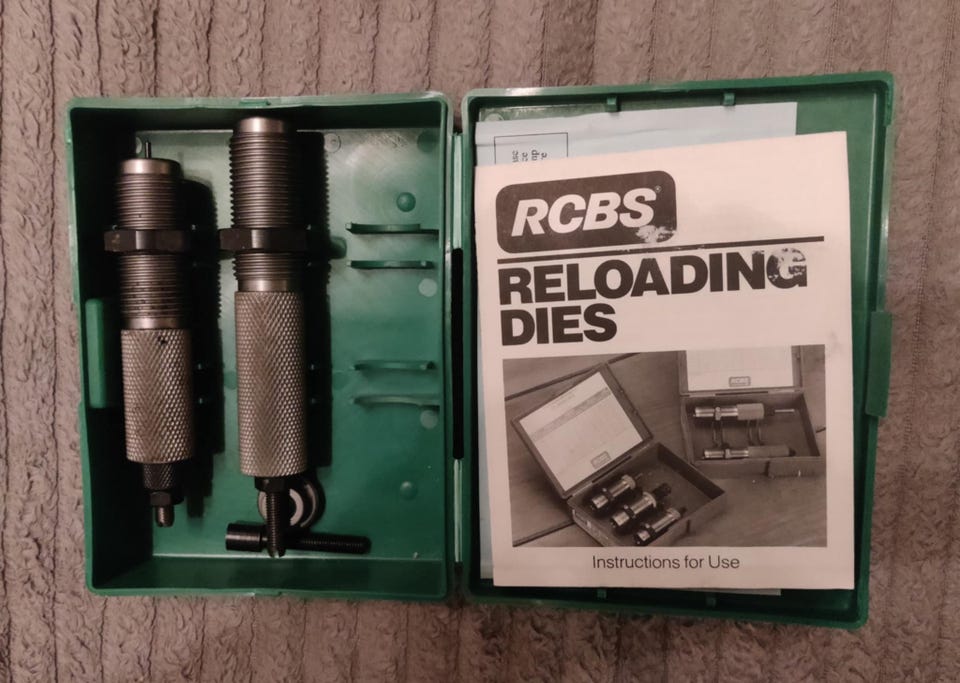 RCBS®
RELOADING
DIES
RCBS
Instructions for Use